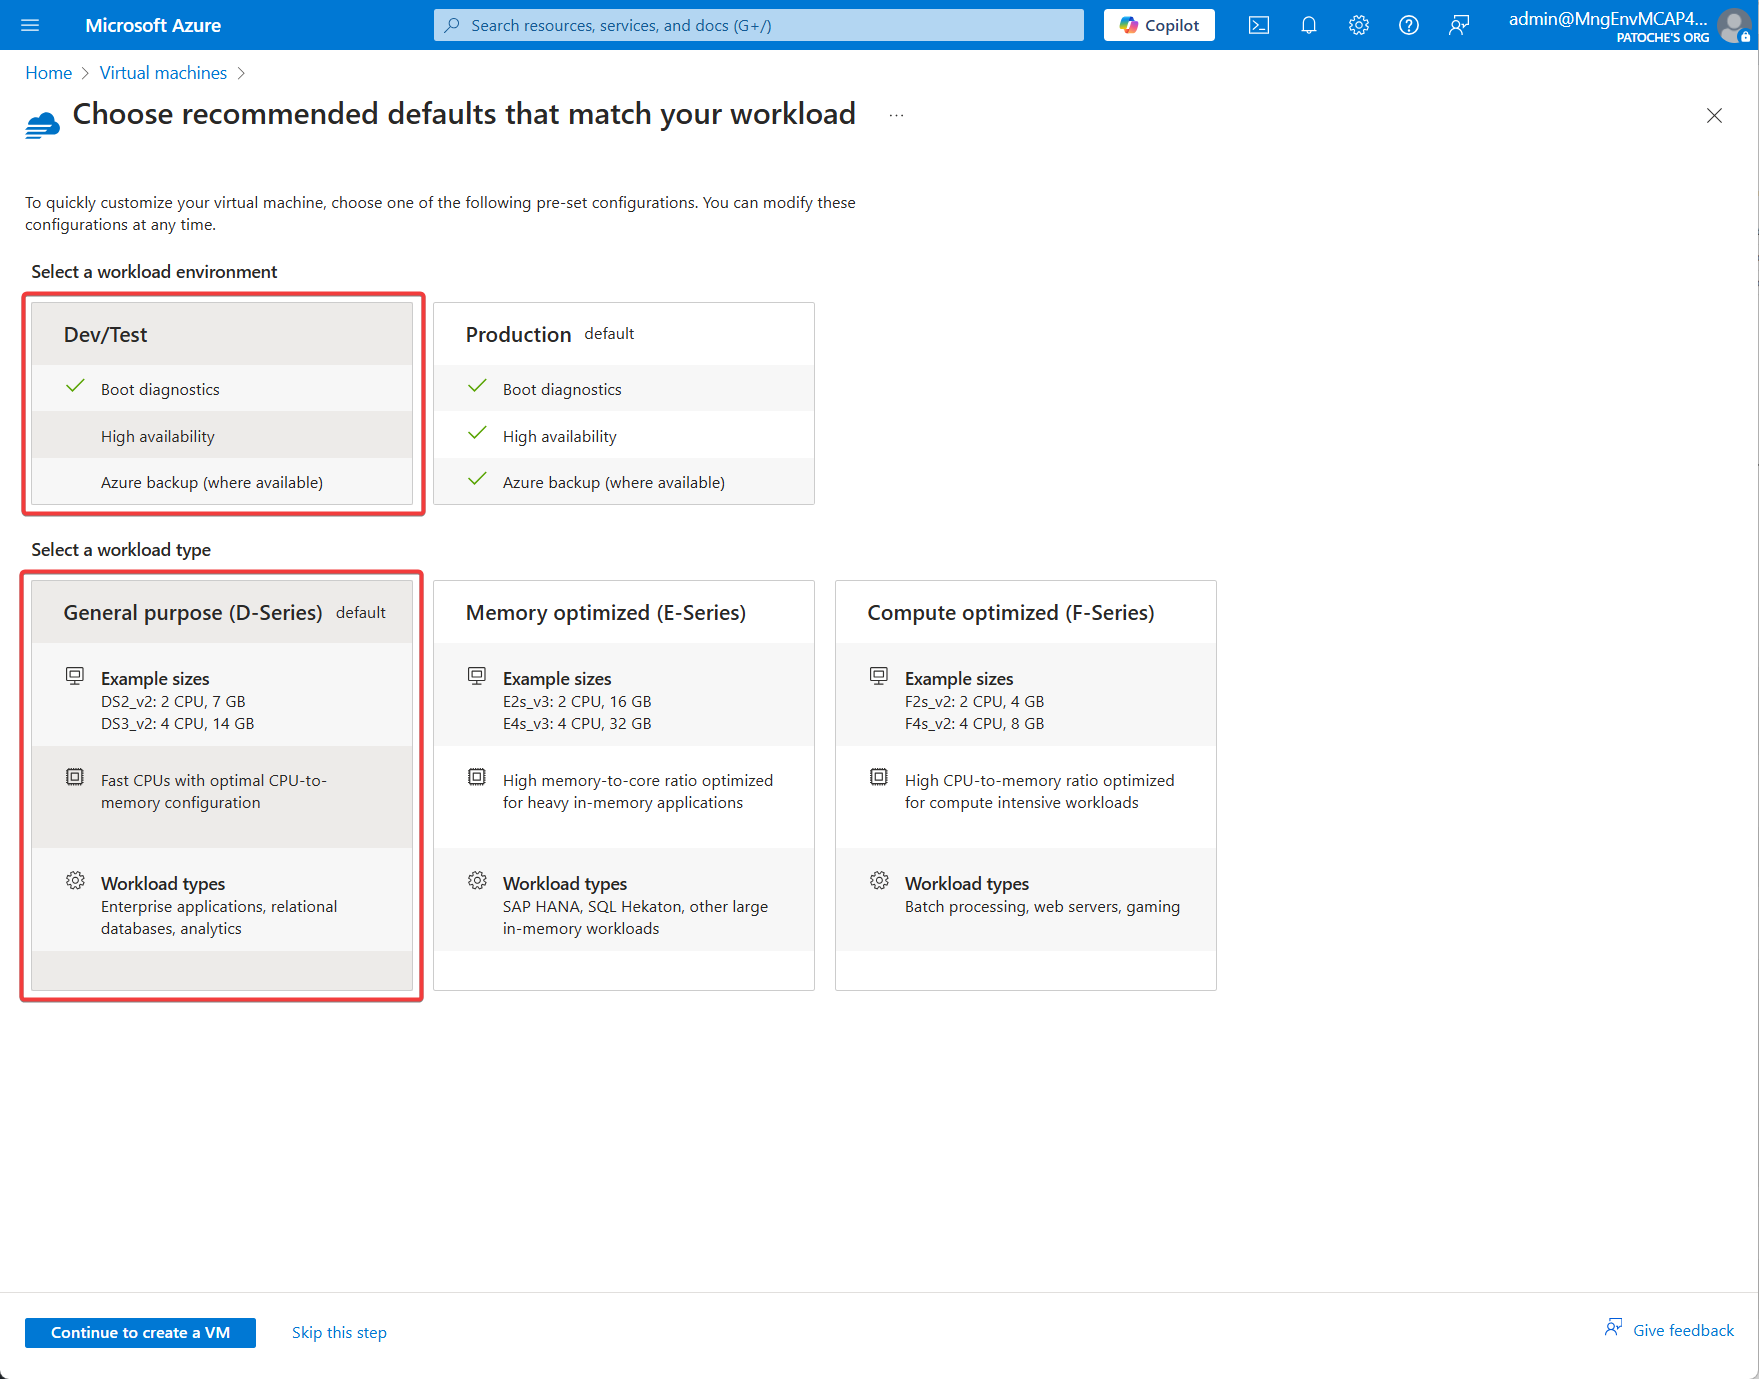 Microsoft Azure
Search resources, services, and docs (G+/)
Copilot
admin@MngEnvMCAP4...
PATOCHE'S ORG
Home > Virtual machines >
Choose recommended defaults that match your workload ...
To quickly customize your virtual machine, choose one of the following pre-set configurations. You can modify these
configurations at any time.
Select a workload environment
Dev/Test
Boot diagnostics
High availability
Azure backup (where available)
Production default
Boot diagnostics
High availability
Azure backup (where available)
Select a workload type
General purpose (D-Series) default
Example sizes
DS2_v2: 2 CPU, 7 GB
DS3_v2: 4 CPU, 14 GB
Fast CPUs with optimal CPU-to-
memory configuration
Workload types
Enterprise applications, relational
databases, analytics
Memory optimized (E-Series)
Example sizes
E2s_v3: 2 CPU, 16 GB
E4s_v3: 4 CPU, 32 GB
High memory-to-core ratio optimized
for heavy in-memory applications
Workload types
SAP HANA, SQL Hekaton, other large
in-memory workloads
Compute optimized (F-Series)
Example sizes
F2s_v2: 2 CPU, 4 GB
F4s_v2: 4 CPU, 8 GB
High CPU-to-memory ratio optimized
for compute intensive workloads
Workload types
Batch processing, web servers, gaming
Continue to create a VM
Skip this step
Give feedback